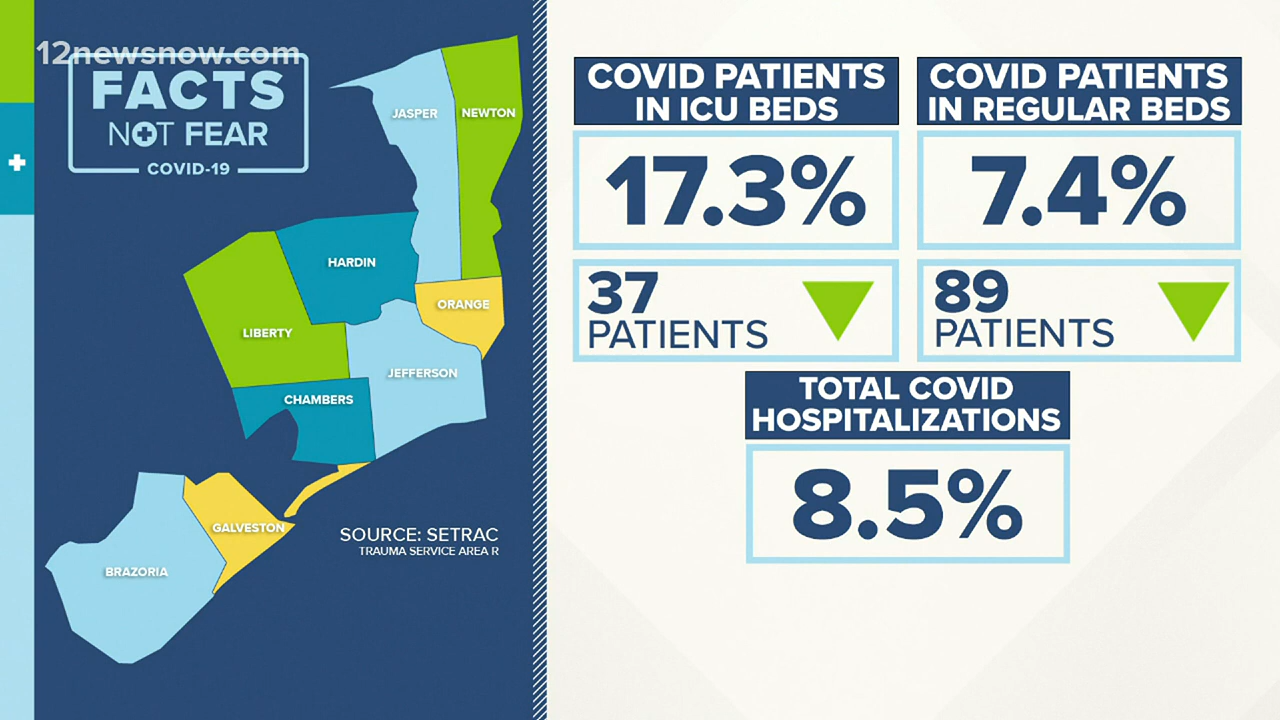 12newsnow.com
FACTS
NOT FEAR
COVID-19
JASPER
NEWTON
HARDIN
ORANGE
LIBERTY
JEFFERSON
CHAMBERS
GALVESTON
BRAZORIA
SOURCE: SETRAC
TRAUMA SERVICE AREA R
COVID PATIENTS
IN ICU BEDS
17.3%
37
PATIENTS
COVID PATIENTS
IN REGULAR BEDS
7.4%
89
PATIENTS
TOTAL COVID
HOSPITALIZATIONS
8.5%